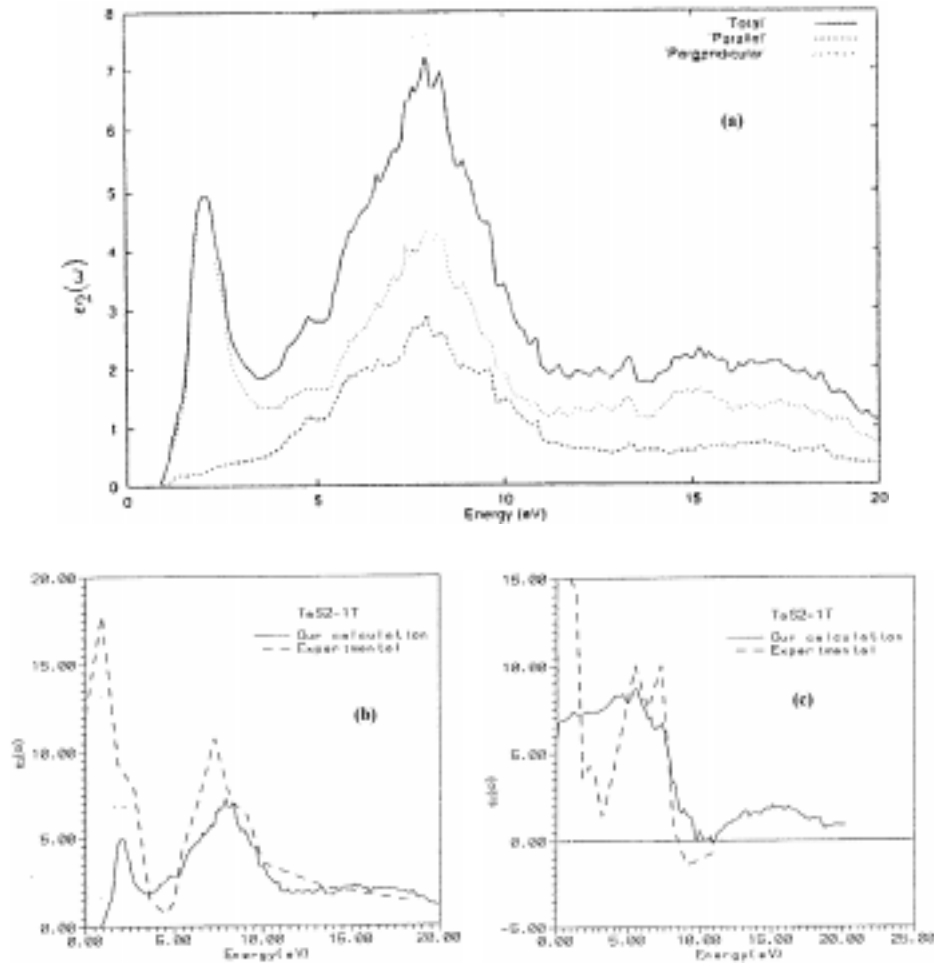 8
7
6
5
4
3
2
1
0
ε₂(ω)
'Total'
'Parallel'
'Perpendicular'
(a)
0 5 10 15 20
Energy (eV)
20.00
15.00
10.00
5.00
0.00
TaS2-1T
Our calculation
Experimental
(b)
0.00 5.00 10.00 15.00 20.00
Energy(eV)
15.00
10.00
5.00
0.00
-5.00
TaS2-1T
Our calculation
Experimental
(c)
0.00 5.00 10.00 15.00 20.00 25.00
Energy(eV)